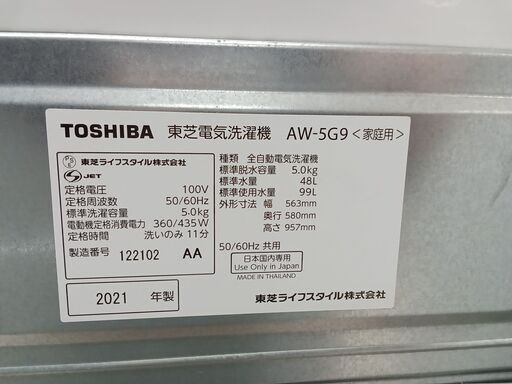 TOSHIBA 東芝電気洗濯機 AW-5G9 <家庭用>
東芝ライフスタイル株式会社
JET
定格電圧 100V
定格周波数 50/60Hz
標準洗濯容量 5.0kg
電動機定格消費電力 360/435W
定格時間 洗いのみ 11分
製造番号 122102 AA
2021 年製
種類 全自動電気洗濯機
標準脱水容量 5.0kg
標準水量 48L
標準使用水量 99L
外形寸法 幅 563mm
奥行 580mm
高さ 957mm
50/60Hz 共用
日本国内専用
Use Only in Japan
MADE IN THAILAND
東芝ライフスタイル株式会社